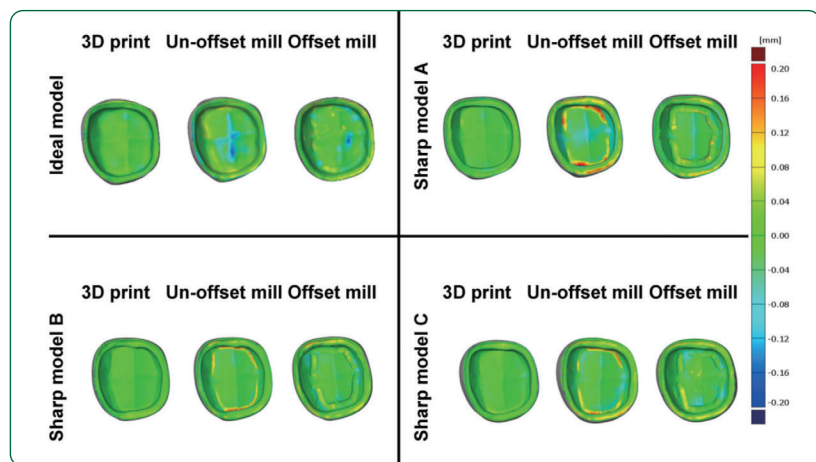 3D print Un-offset mill Offset mill
Ideal model
3D print Un-offset mill Offset mill
Sharp model A
3D print Un-offset mill Offset mill
Sharp model B
3D print Un-offset mill Offset mill
Sharp model C
[mm]
0.20
0.16
0.12
0.08
0.04
0.00
-0.04
-0.08
-0.12
-0.16
-0.20